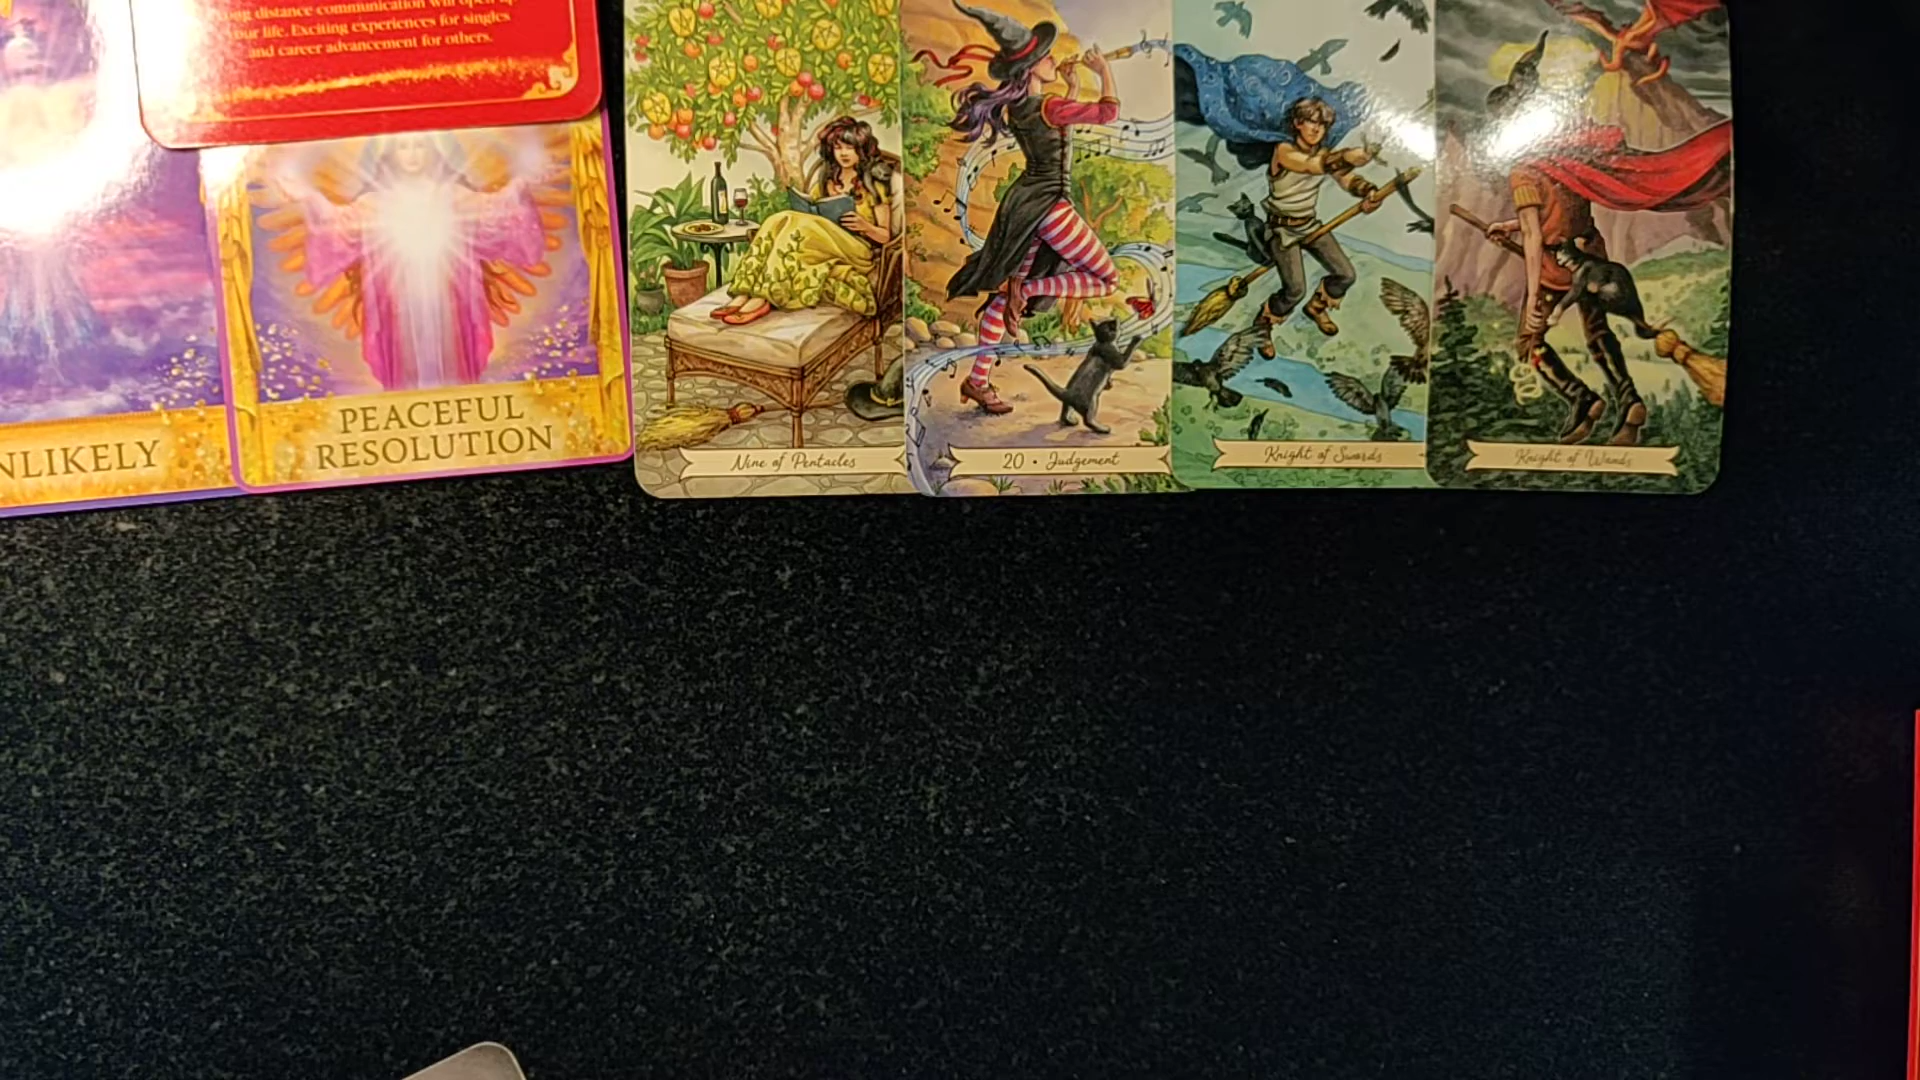 long distance communication will open up
our life. Exciting experiences for singles
and career advancement for others.
NLIKELY
PEACEFUL
RESOLUTION
Nine of Pentacles
20 • Judgement
Knight of Swords
Knight of Wands